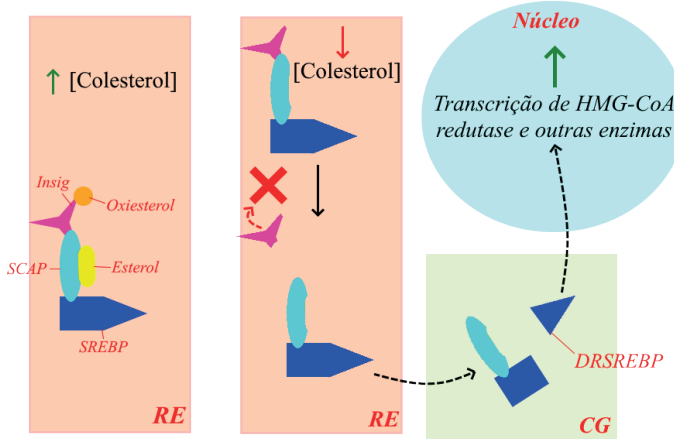 [Colesterol]
Insig
Oxiesterol
SCAP
Esterol
SREBP
RE
[Colesterol]
RE
Núcleo
Transcrição de HMG-CoA
redutase e outras enzimas
DRSREBP
CG